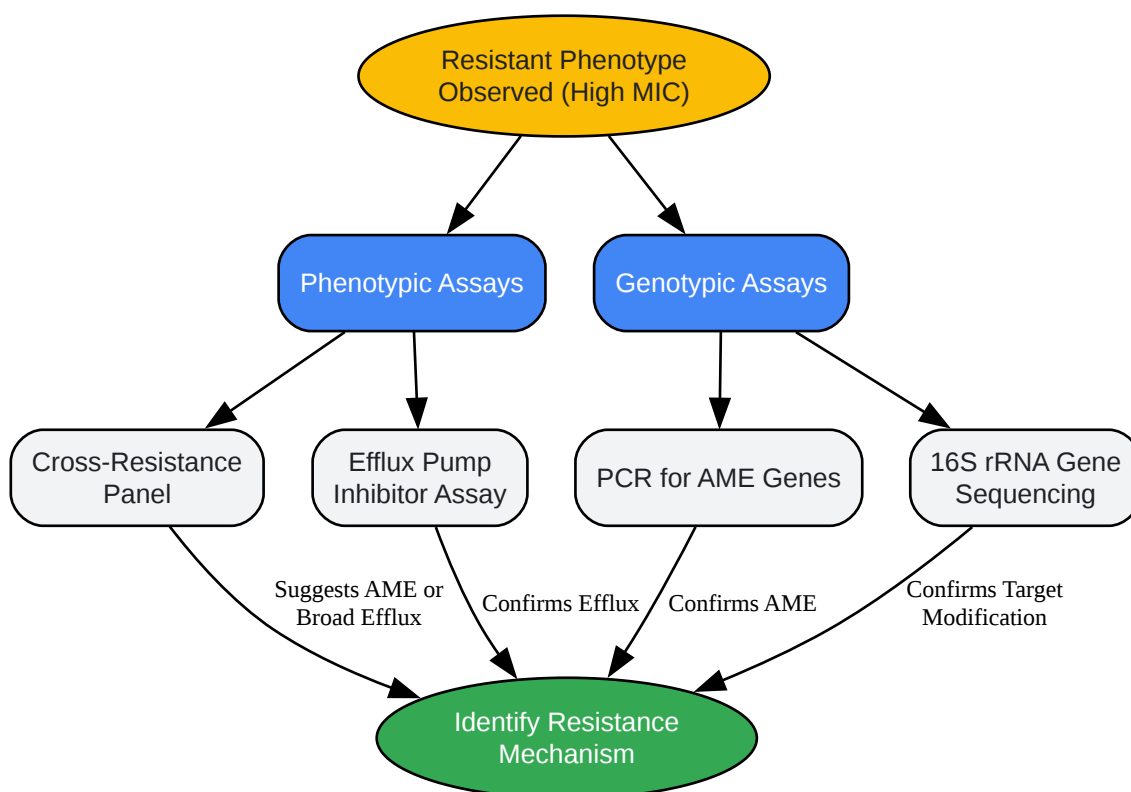 Resistant Phenotype
Observed (High MIC)
Phenotypic Assays
Genotypic Assays
Cross-Resistance
Panel
Efflux Pump
Inhibitor Assay
PCR for AME Genes
16S rRNA Gene
Sequencing
Suggests AME or
Broad Efflux
Confirms Efflux
Confirms AME
Confirms Target
Modification
Identify Resistance
Mechanism